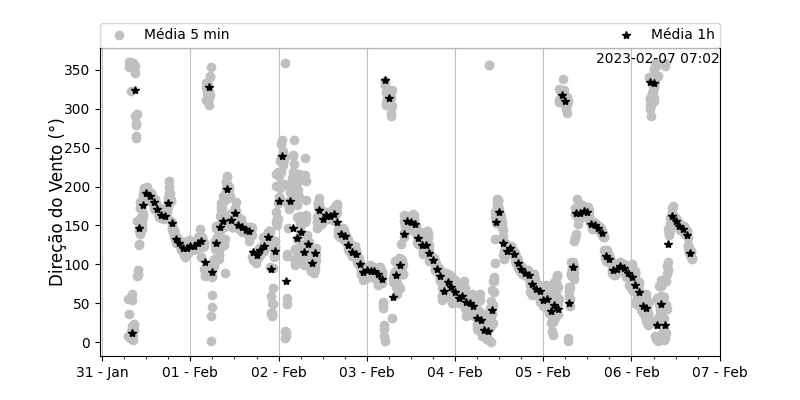 Média 5 min
Média 1h
2023-02-07 07:02
Direção do Vento (°)
350
300
250
200
150
100
50
0
31 - Jan
01 - Feb
02 - Feb
03 - Feb
04 - Feb
05 - Feb
06 - Feb
07 - Feb